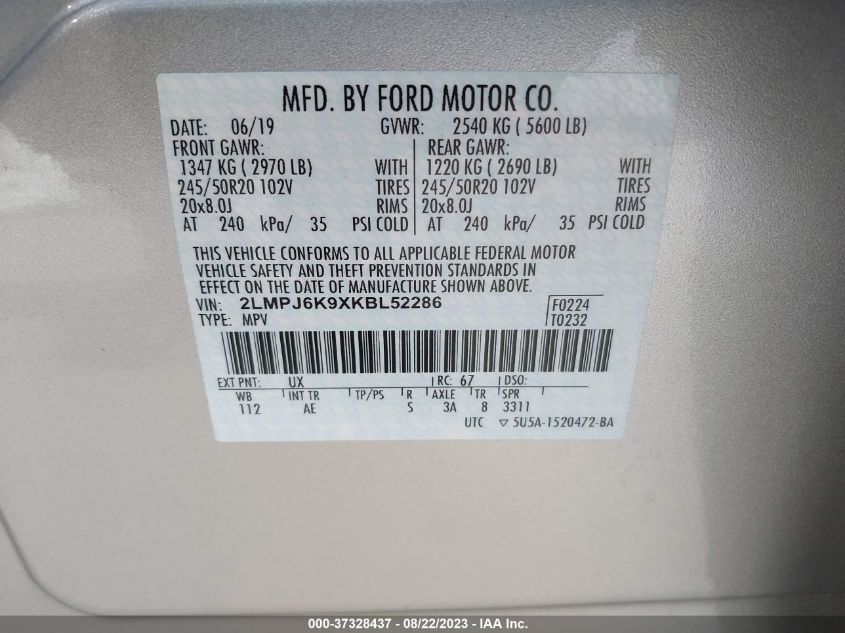 MFD. BY FORD MOTOR CO.
DATE: 06/19 GVWR: 2540 KG ( 5600 LB)
FRONT GAWR: REAR GAWR:
1347 KG ( 2970 LB) WITH 1220 KG ( 2690 LB) WITH
245/50R20 102V TIRES 245/50R20 102V TIRES
20x8.0J RIMS 20x8.0J RIMS
AT 240 kPa/ 35 PSI COLD AT 240 kPa/ 35 PSI COLD
THIS VEHICLE CONFORMS TO ALL APPLICABLE FEDERAL MOTOR
VEHICLE SAFETY AND THEFT PREVENTION STANDARDS IN
EFFECT ON THE DATE OF MANUFACTURE SHOWN ABOVE.
VIN: 2LMPJ6K9XKBL52286 F0224
TYPE: MPV T0232
EXT PNT: UX RC: 67 DSO:
WB INT TR TP/PS R AXLE TR SPR
112 AE S 3A 8 3311
UTC ▽ 5U5A-1520472-BA
000-37328437 - 08/22/2023 - IAA Inc.